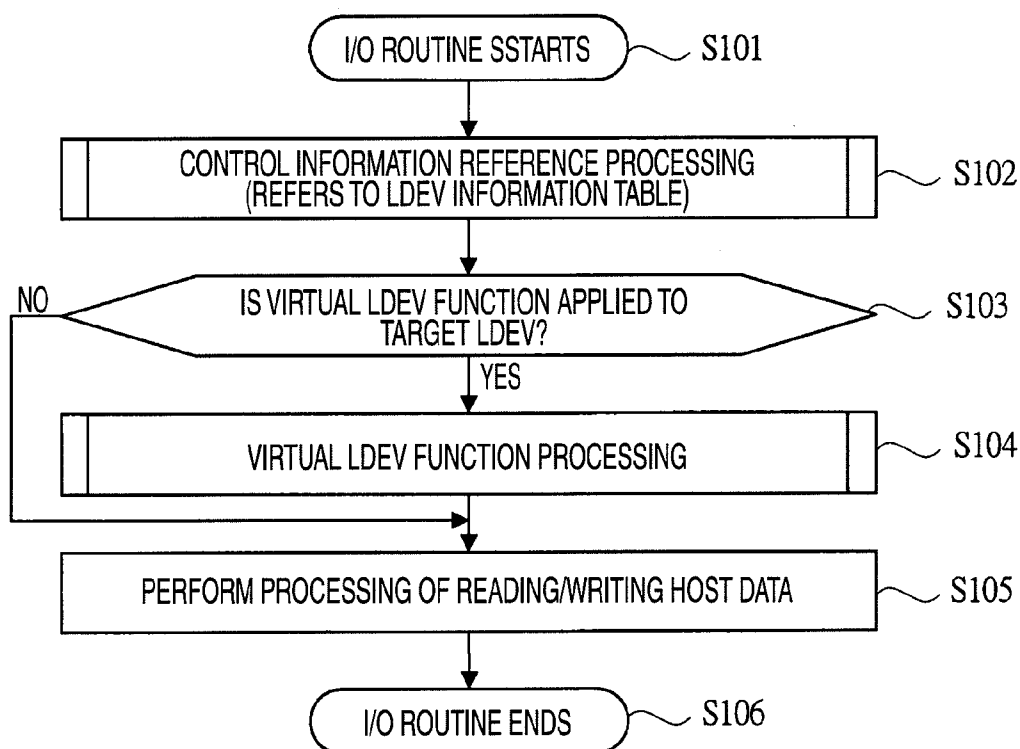 I/O ROUTINE SSTARTS
S101
CONTROL INFORMATION REFERENCE PROCESSING
(REFERS TO LDEV INFORMATION TABLE)
S102
NO
IS VIRTUAL LDEV FUNCTION APPLIED TO
TARGET LDEV?
S103
YES
VIRTUAL LDEV FUNCTION PROCESSING
S104
PERFORM PROCESSING OF READING/WRITING HOST DATA
S105
I/O ROUTINE ENDS
S106